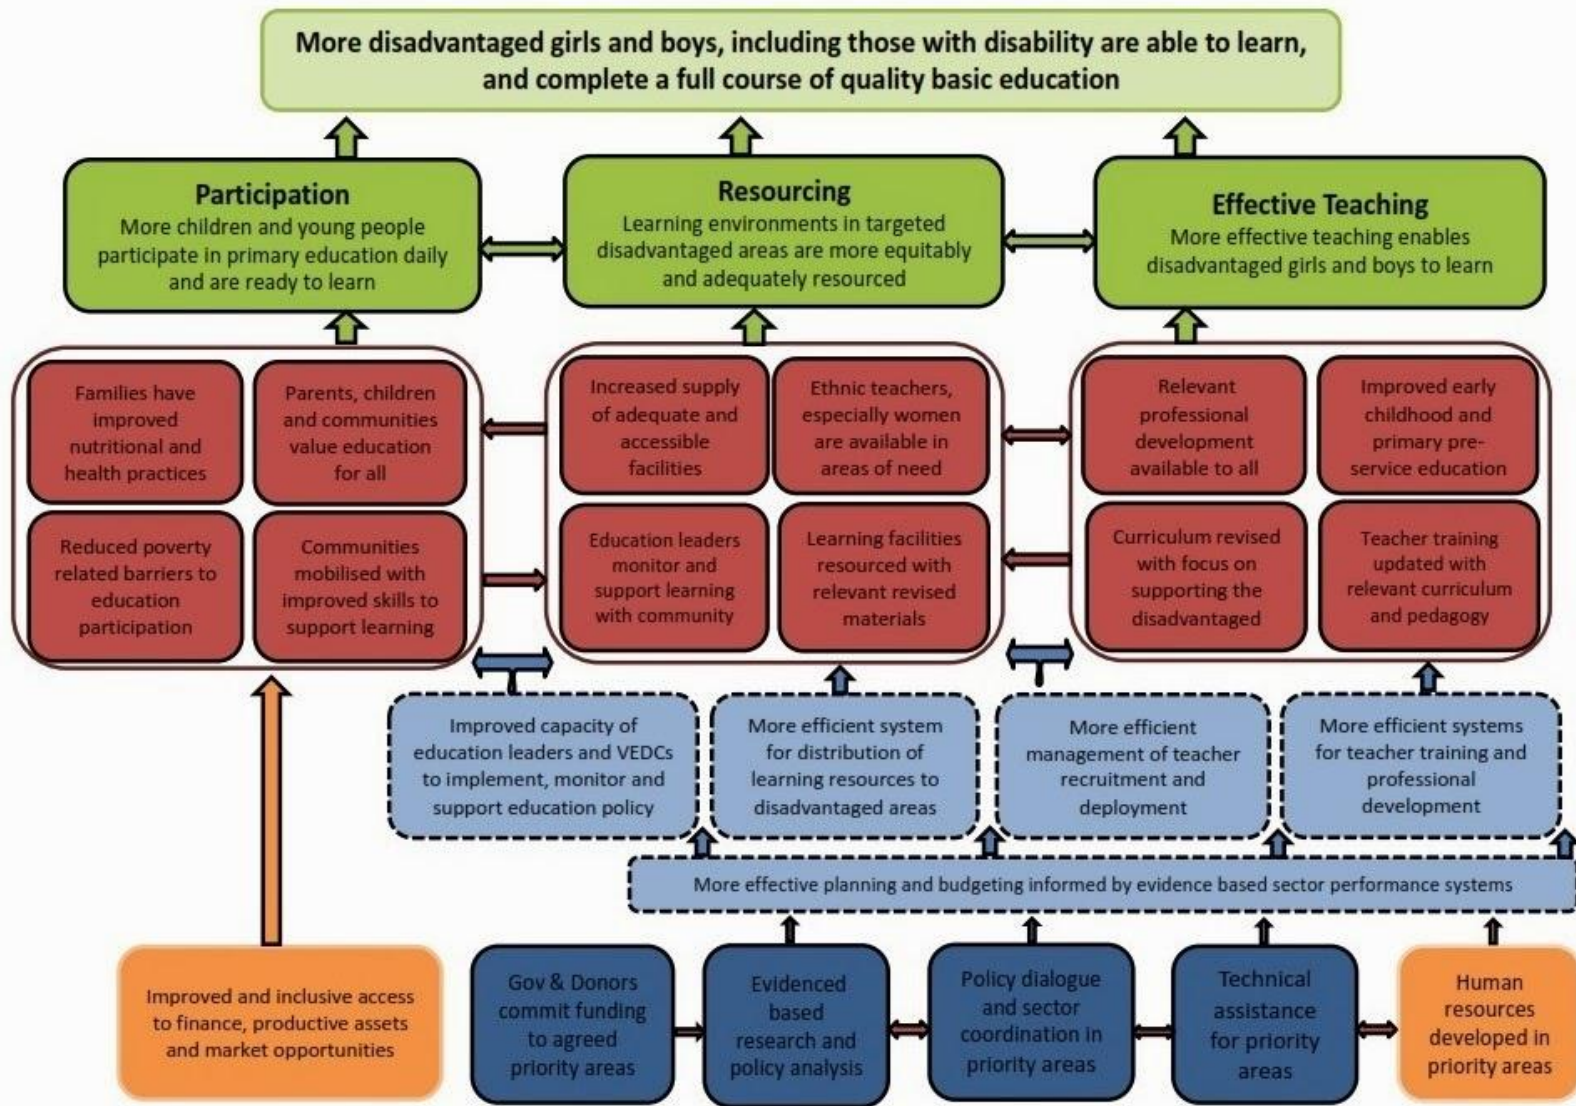 More disadvantaged girls and boys, including those with disability are able to learn,
and complete a full course of quality basic education
Participation
More children and young people
participate in primary education daily
and are ready to learn
Resourcing
Learning environments in targeted
disadvantaged areas are more equitably
and adequately resourced
Effective Teaching
More effective teaching enables
disadvantaged girls and boys to learn
Families have
improved
nutritional and
health practices
Parents, children
and communities
value education
for all
Reduced poverty
related barriers to
education
participation
Communities
mobilised with
improved skills to
support learning
Increased supply
of adequate and
accessible
facilities
Ethnic teachers,
especially women
are available in
areas of need
Education leaders
monitor and
support learning
with community
Learning facilities
resourced with
relevant revised
materials
Relevant
professional
development
available to all
Improved early
childhood and
primary pre-
service education
Curriculum revised
with focus on
supporting the
disadvantaged
Teacher training
updated with
relevant curriculum
and pedagogy
Improved capacity of
education leaders and VEDCs
to implement, monitor and
support education policy
More efficient system
for distribution of
learning resources to
disadvantaged areas
More efficient
management of teacher
recruitment and
deployment
More efficient systems
for teacher training and
professional
development
More effective planning and budgeting informed by evidence based sector performance systems
Improved and inclusive access
to finance, productive assets
and market opportunities
Gov & Donors
commit funding
to agreed
priority areas
Evidenced
based
research and
policy analysis
Policy dialogue
and sector
coordination in
priority areas
Technical
assistance
for priority
areas
Human
resources
developed in
priority areas